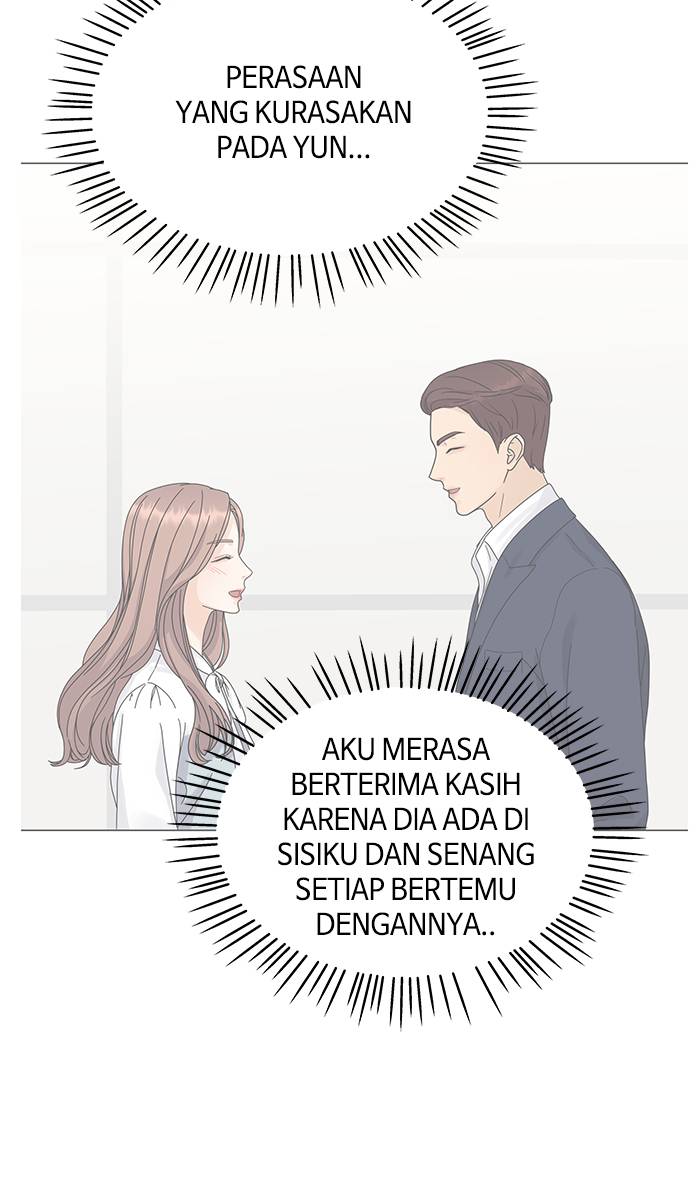 PERASAAN
YANG KURASAKAN
PADA YUN...
AKU MERASA
BERTERIMA KASIH
KARENA DIA ADA DI
SISIKU DAN SENANG
SETIAP BERTEMU
DENGANNYA..